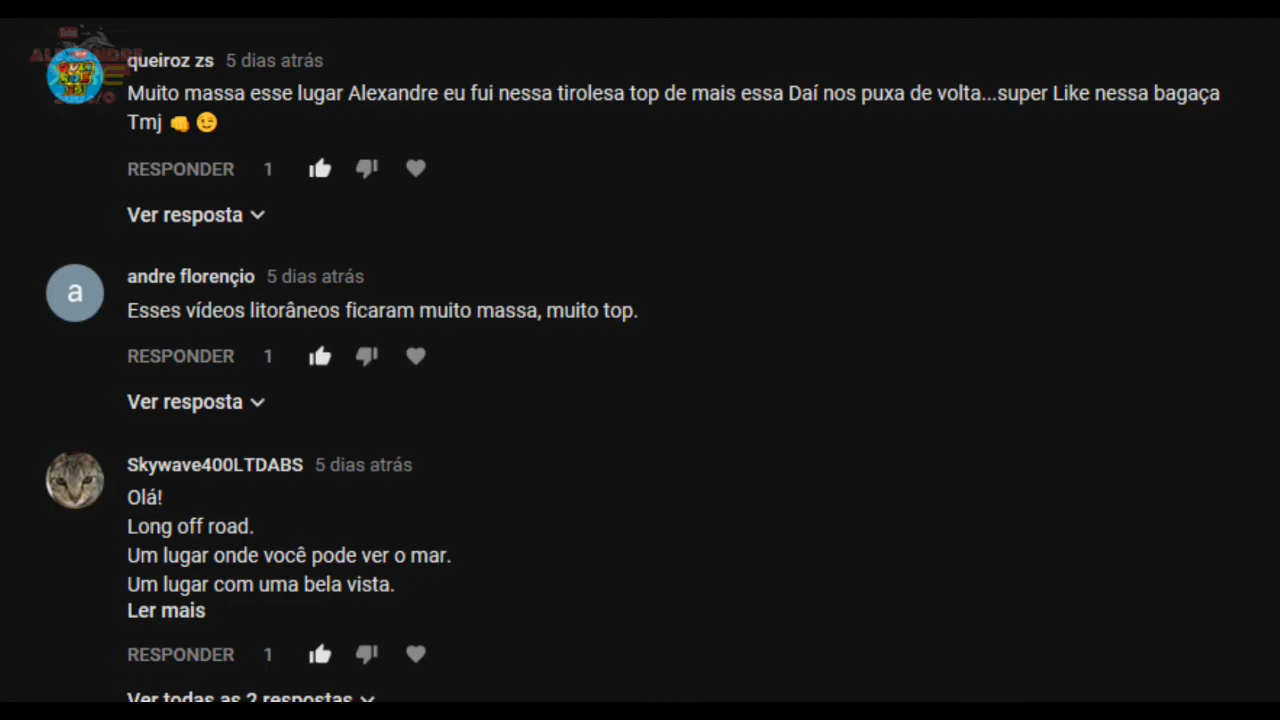 queiroz zs 5 dias atrás
Muito massa esse lugar Alexandre eu fui nessa tirolesa top de mais essa Daí nos puxa de volta...super Like nessa bagaça
Tmj 👊 😉
RESPONDER 1
Ver resposta
a
andre florençio 5 dias atrás
Esses vídeos litorâneos ficaram muito massa, muito top.
RESPONDER 1
Ver resposta
Skywave400LTDABS 5 dias atrás
Olá!
Long off road.
Um lugar onde você pode ver o mar.
Um lugar com uma bela vista.
Ler mais
RESPONDER 1
Ver todas as 2 respostas